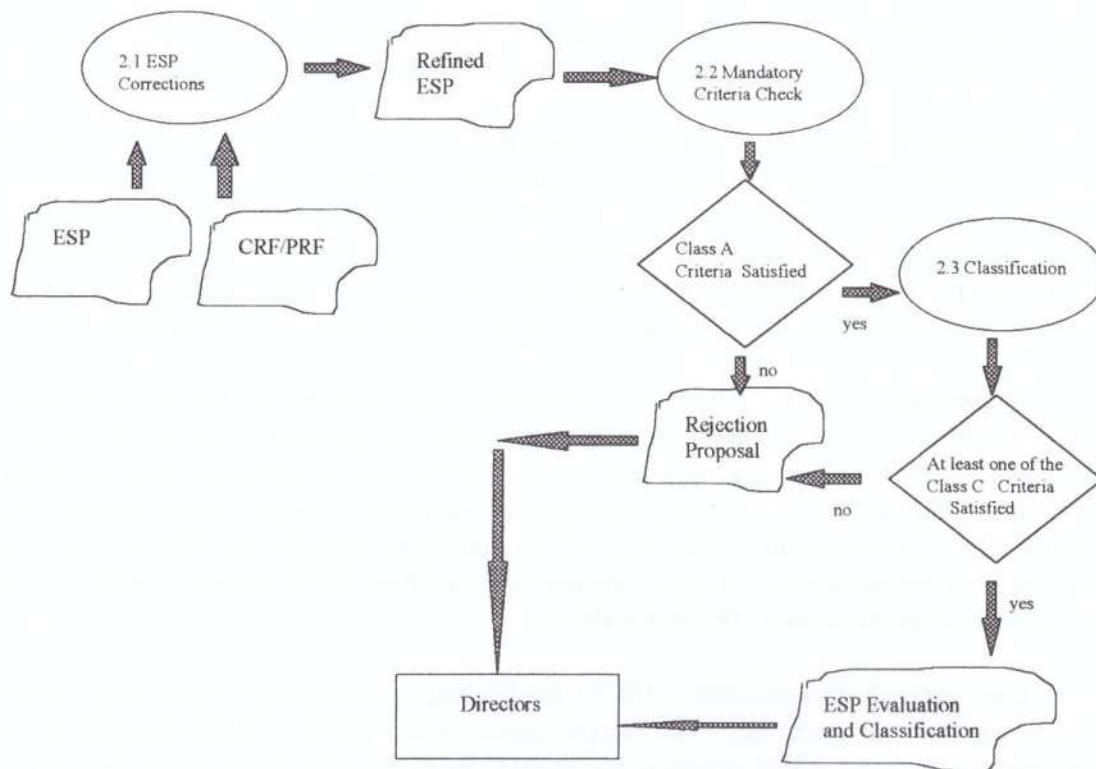 2.1 ESP
Corrections
Refined
ESP
2.2 Mandatory
Criteria Check
ESP
CRF/PRF
Class A
Criteria Satisfied
yes
2.3 Classification
no
Rejection
Proposal
At least one of the
Class C Criteria
Satisfied
no
yes
Directors
ESP Evaluation
and Classification